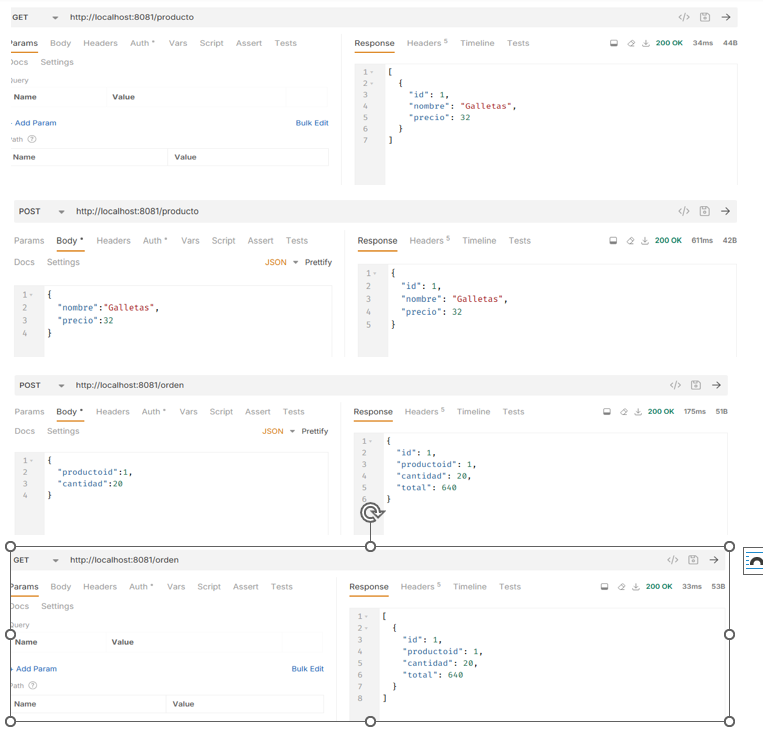 GET http://localhost:8081/producto
Params Body Headers Auth * Vars Script Assert Tests
Docs Settings
Query
Name Value
+ Add Param Bulk Edit
Path ?
Name Value
Response Headers 5 Timeline Tests 200 OK 34ms 44B
1 [
2 {
3 "id": 1,
4 "nombre": "Galletas",
5 "precio": 32
6 }
7 ]
POST http://localhost:8081/producto
Params Body * Headers Auth * Vars Script Assert Tests
Docs Settings JSON Prettify
1 {
2 "nombre":"Galletas",
3 "precio":32
4 }
Response Headers 5 Timeline Tests 200 OK 611ms 42B
1 {
2 "id": 1,
3 "nombre": "Galletas",
4 "precio": 32
5 }
POST http://localhost:8081/orden
Params Body * Headers Auth * Vars Script Assert Tests
Docs Settings JSON Prettify
1 {
2 "productoid":1,
3 "cantidad":20
4 }
Response Headers 5 Timeline Tests 200 OK 175ms 51B
1 {
2 "id": 1,
3 "productoid": 1,
4 "cantidad": 20,
5 "total": 640
6 }
GET http://localhost:8081/orden
Params Body Headers Auth * Vars Script Assert Tests
Docs Settings
Query
Name Value
+ Add Param Bulk Edit
Path ?
Name Value
Response Headers 5 Timeline Tests 200 OK 33ms 53B
1 [
2 {
3 "id": 1,
4 "productoid": 1,
5 "cantidad": 20,
6 "total": 640
7 }
8 ]